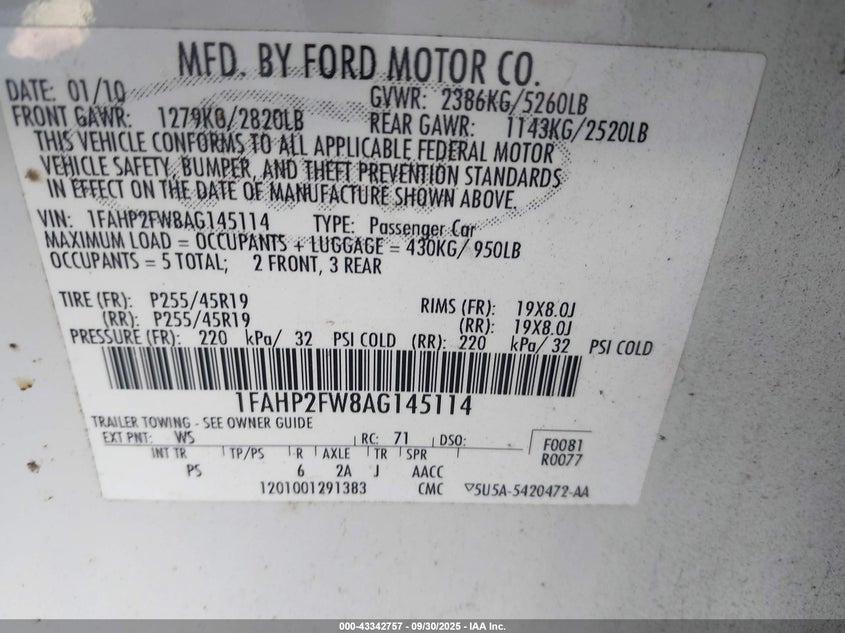 MFD. BY FORD MOTOR CO.
DATE: 01/10 GVWR: 2386KG/5260LB
FRONT GAWR: 1279KG/2820LB REAR GAWR: 1143KG/2520LB
THIS VEHICLE CONFORMS TO ALL APPLICABLE FEDERAL MOTOR
VEHICLE SAFETY, BUMPER, AND THEFT PREVENTION STANDARDS
IN EFFECT ON THE DATE OF MANUFACTURE SHOWN ABOVE.
VIN: 1FAHP2FW8AG145114 TYPE: Passenger Car
MAXIMUM LOAD = OCCUPANTS + LUGGAGE = 430KG/ 950LB
OCCUPANTS = 5 TOTAL; 2 FRONT, 3 REAR
TIRE (FR): P255/45R19 RIMS (FR): 19X8.0J
(RR): P255/45R19 (RR): 19X8.0J
PRESSURE (FR): 220 kPa/ 32 PSI COLD (RR): 220 kPa/ 32 PSI COLD
1FAHP2FW8AG145114
TRAILER TOWING - SEE OWNER GUIDE
EXT PNT: WS RC: 71 DSO: F0081
R0077
INT TR TP/PS R AXLE TR SPR
PS 6 2A J AACC
1201001291383 CMC ▽5U5A-5420472-AA
000-43342757 - 09/30/2025 - IAA Inc.